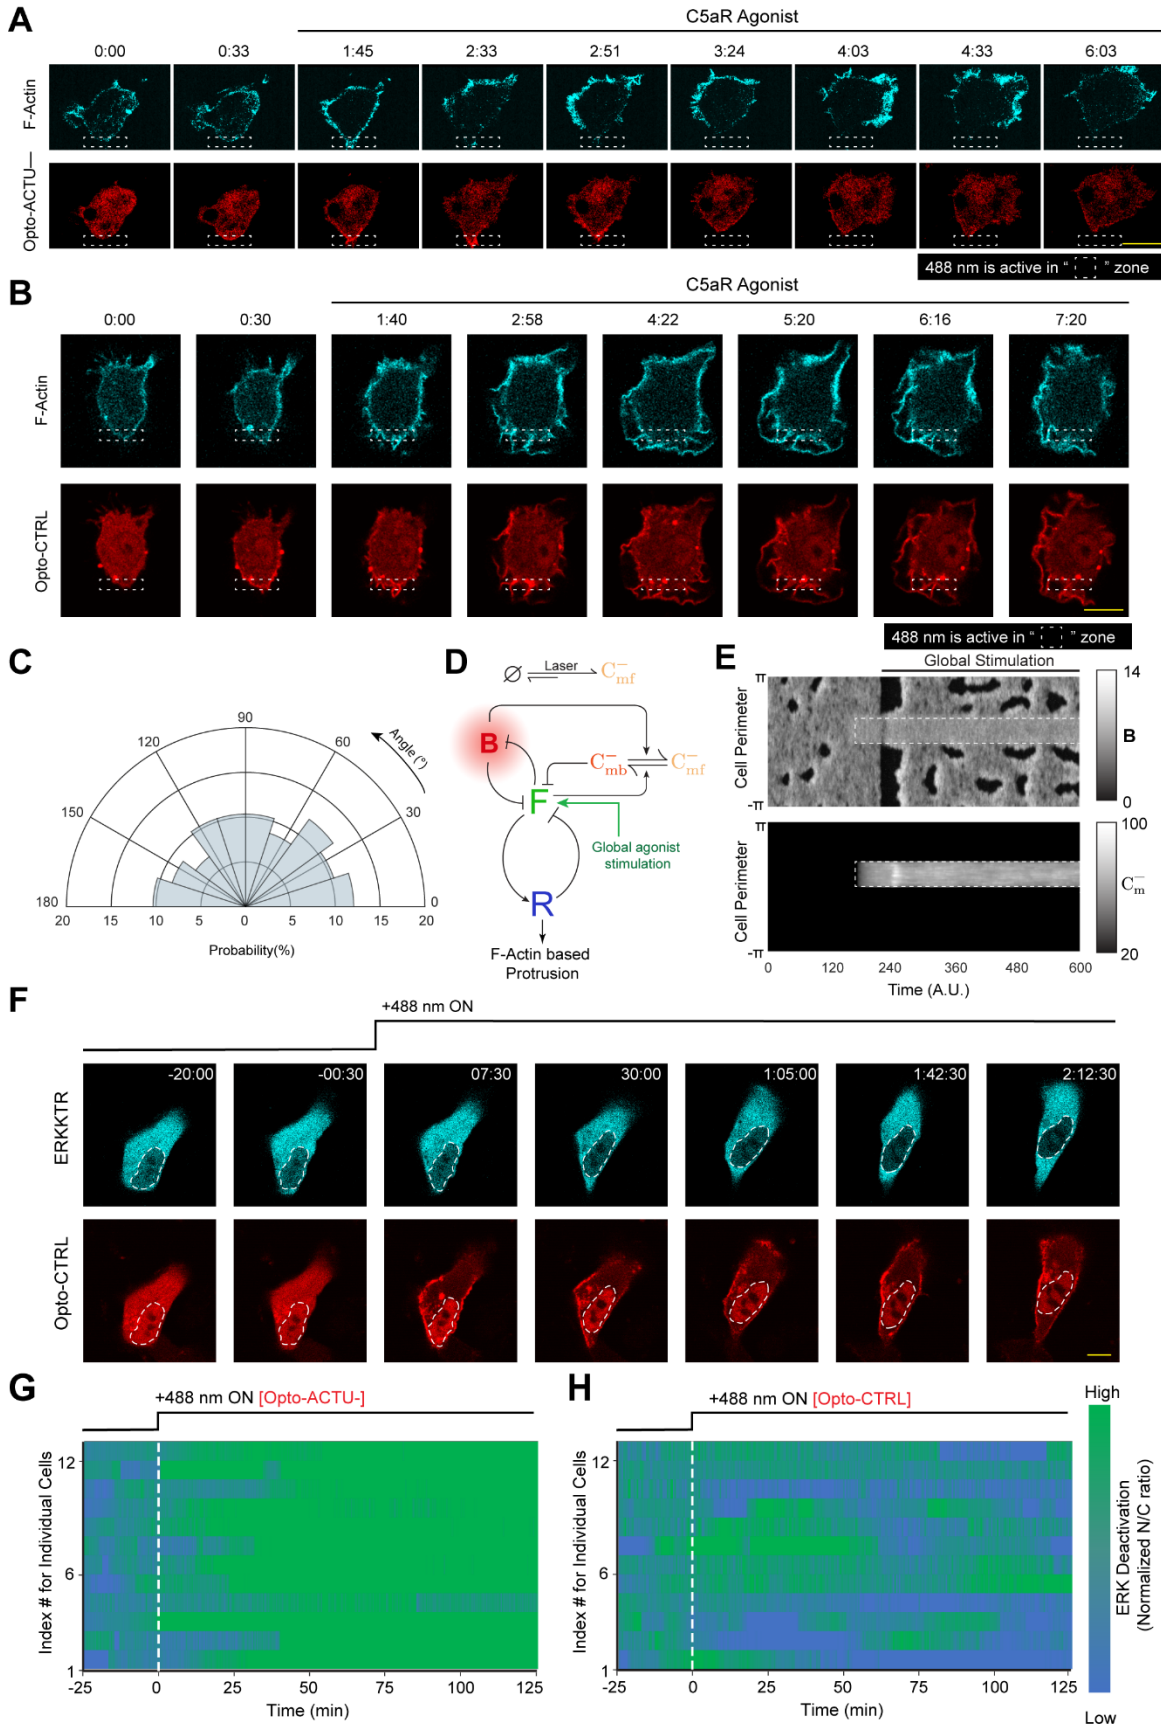 A
C5aR Agonist
0:00 0:33 1:45 2:33 2:51 3:24 4:03 4:33 6:03
F-Actin
Opto-ACTU—
488 nm is active in “ ” zone
B
C5aR Agonist
0:00 0:30 1:40 2:58 4:22 5:20 6:16 7:20
F-Actin
Opto-CTRL
488 nm is active in “ ” zone
C
90
120 60
150 30
180 0
Angle (°)
20 15 10 5 0 5 10 15 20
Probability(%)
D
∅ Laser C⁻mf
B
C⁻mb C⁻mf
F
Global agonist
stimulation
R
F-Actin based
Protrusion
E
Global Stimulation
π
Cell Perimeter
-π
14
B
0
π
Cell Perimeter
-π
100
C⁻m
20
0 120 240 360 480 600
Time (A.U.)
F
+488 nm ON
-20:00 -00:30 07:30 30:00 1:05:00 1:42:30 2:12:30
ERKKTR
Opto-CTRL
G
+488 nm ON [Opto-ACTU-]
Index # for Individual Cells
12
6
1
-25 0 25 50 75 100 125
Time (min)
H
+488 nm ON [Opto-CTRL]
Index # for Individual Cells
12
6
1
-25 0 25 50 75 100 125
Time (min)
High
ERK Deactivation
(Normalized N/C ratio)
Low